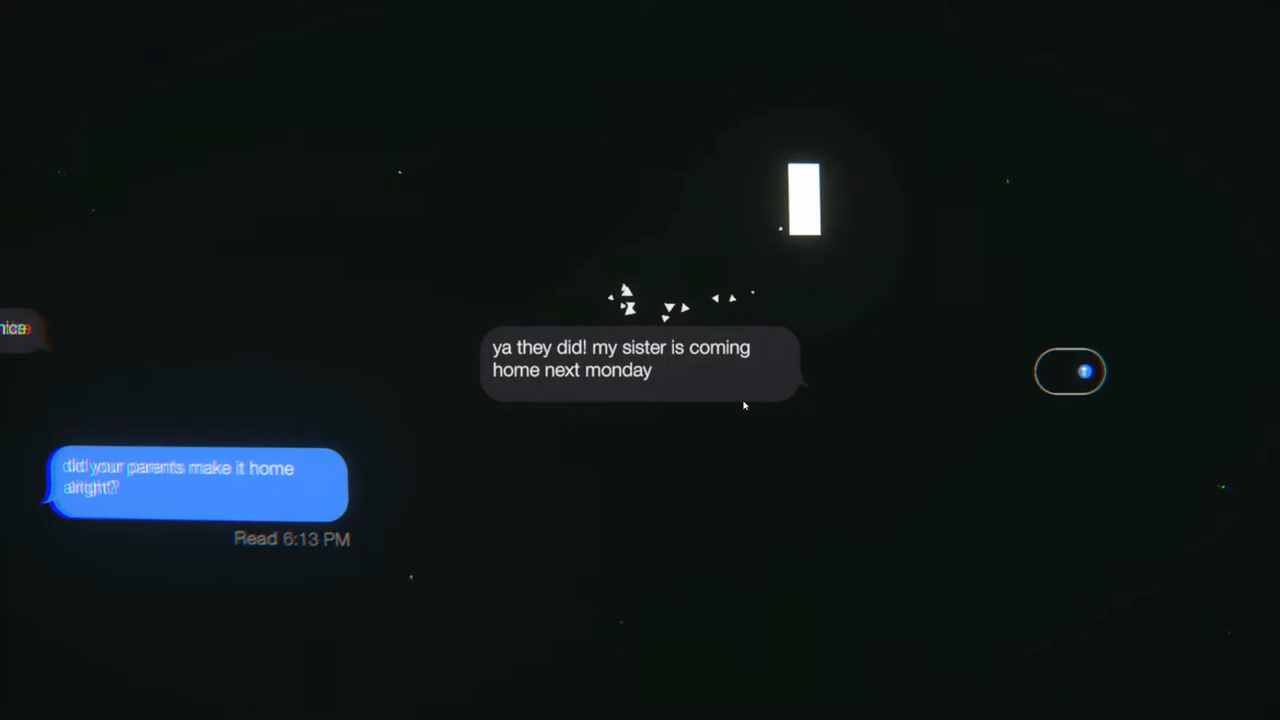 nice
ya they did! my sister is coming
home next monday
did your parents make it home
alright?
Read 6:13 PM